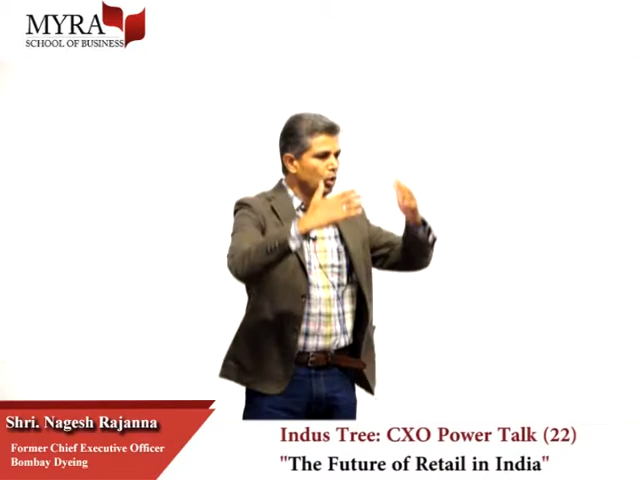 MYRA
SCHOOL OF BUSINESS
Shri. Nagesh Rajanna
Former Chief Executive Officer
Bombay Dyeing
Indus Tree: CXO Power Talk (22)
"The Future of Retail in India"